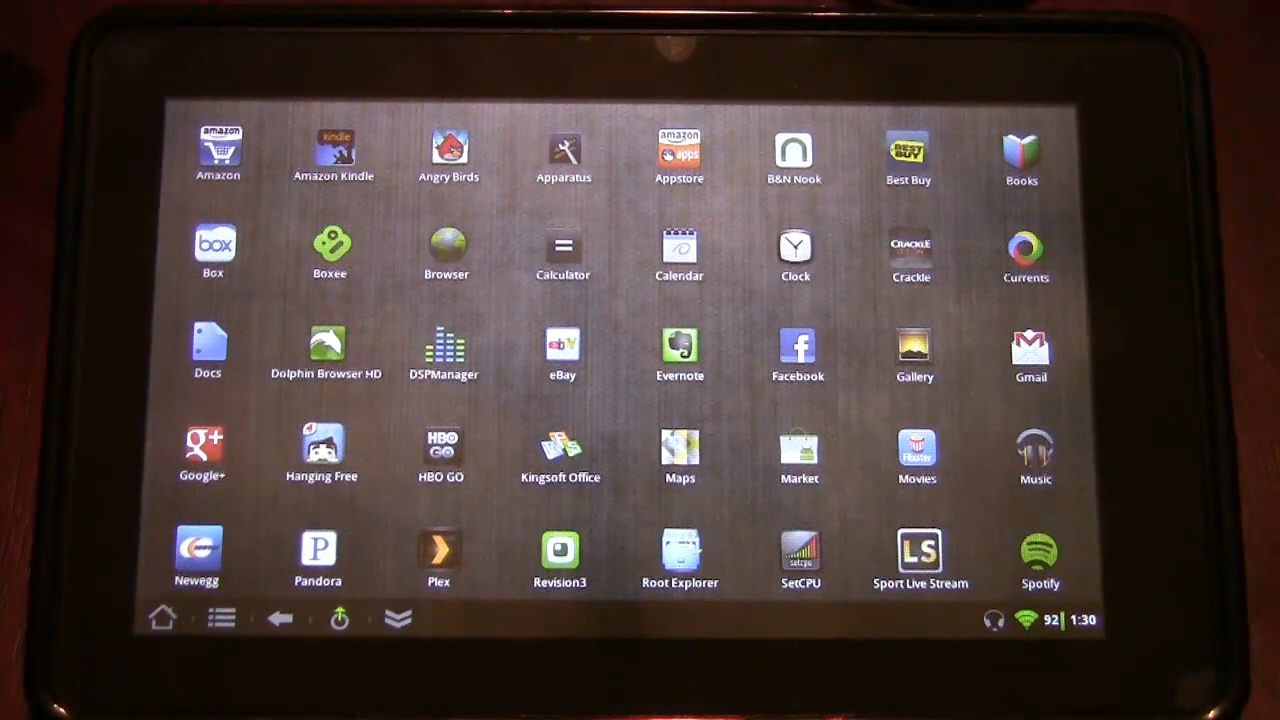 amazon
kindle
amazon
apps
BEST
BUY
Amazon
Amazon Kindle
Angry Birds
Apparatus
Appstore
B&N Nook
Best Buy
Books
box
CRACKLE
Box
Boxee
Browser
Calculator
Calendar
Clock
Crackle
Currents
ebY
f
Docs
Dolphin Browser HD
DSPManager
eBay
Evernote
Facebook
Gallery
Gmail
g+
4
HBO
GO
Flixster
Google+
Hanging Free
HBO GO
Kingsoft Office
Maps
Market
Movies
Music
P
setcpu
LS
Newegg
Pandora
Plex
Revision3
Root Explorer
SetCPU
Sport Live Stream
Spotify
92 1:30